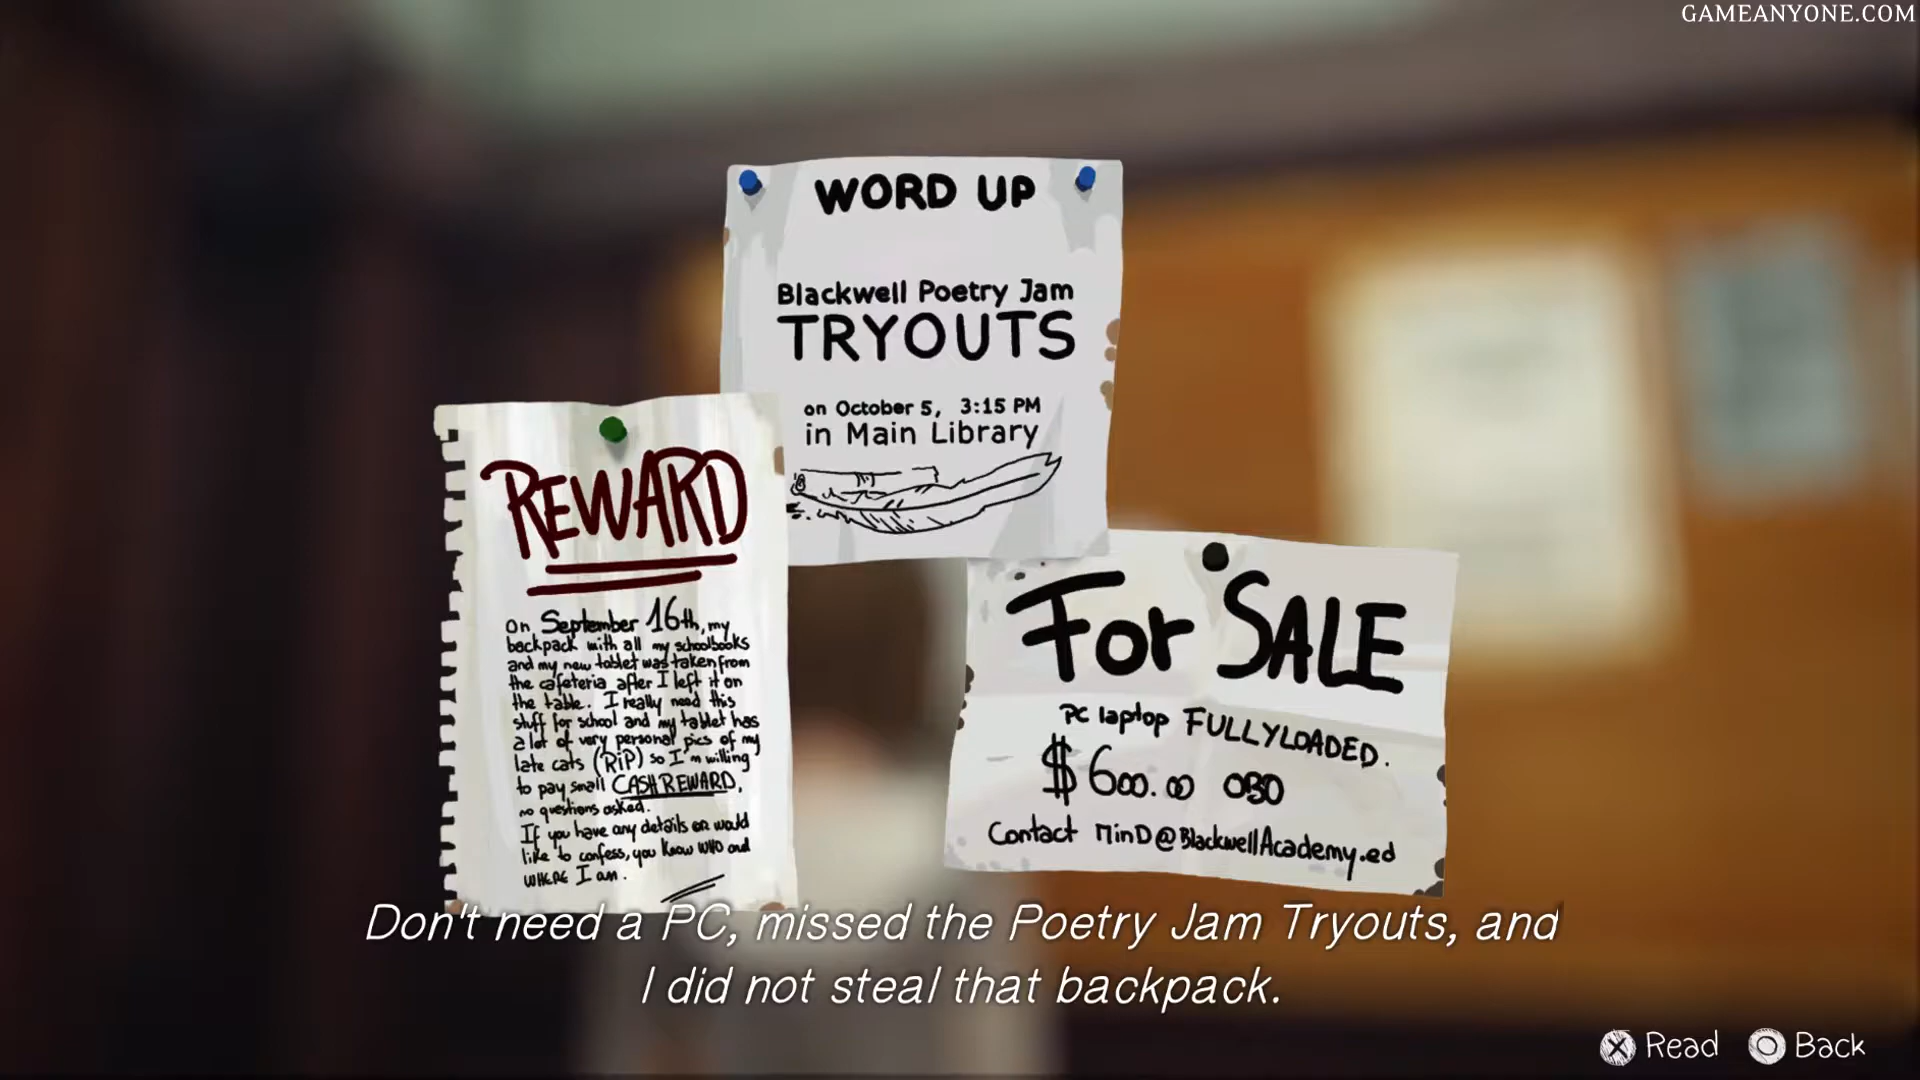 GAMEANYONE.COM
WORD UP
Blackwell Poetry Jam
TRYOUTS
on October 5, 3:15 PM
in Main Library
REWARD
On September 16th, my
backpack with all my schoolbooks
and my new tablet was taken from
the cafeteria after I left it on
the table. I really need this
stuff for school and my tablet has
a lot of very personal pics of my
late cats (RiP) so I'm willing
to pay small CASH REWARD,
no questions asked.
If you have any details or would
like to confess, you know WHO and
WHERE I am.
For SALE
PC laptop FULLYLOADED.
$600.00 OBO
Contact MinD@BlackwellAcademy.ed
Don't need a PC, missed the Poetry Jam Tryouts, and
I did not steal that backpack.
Read Back